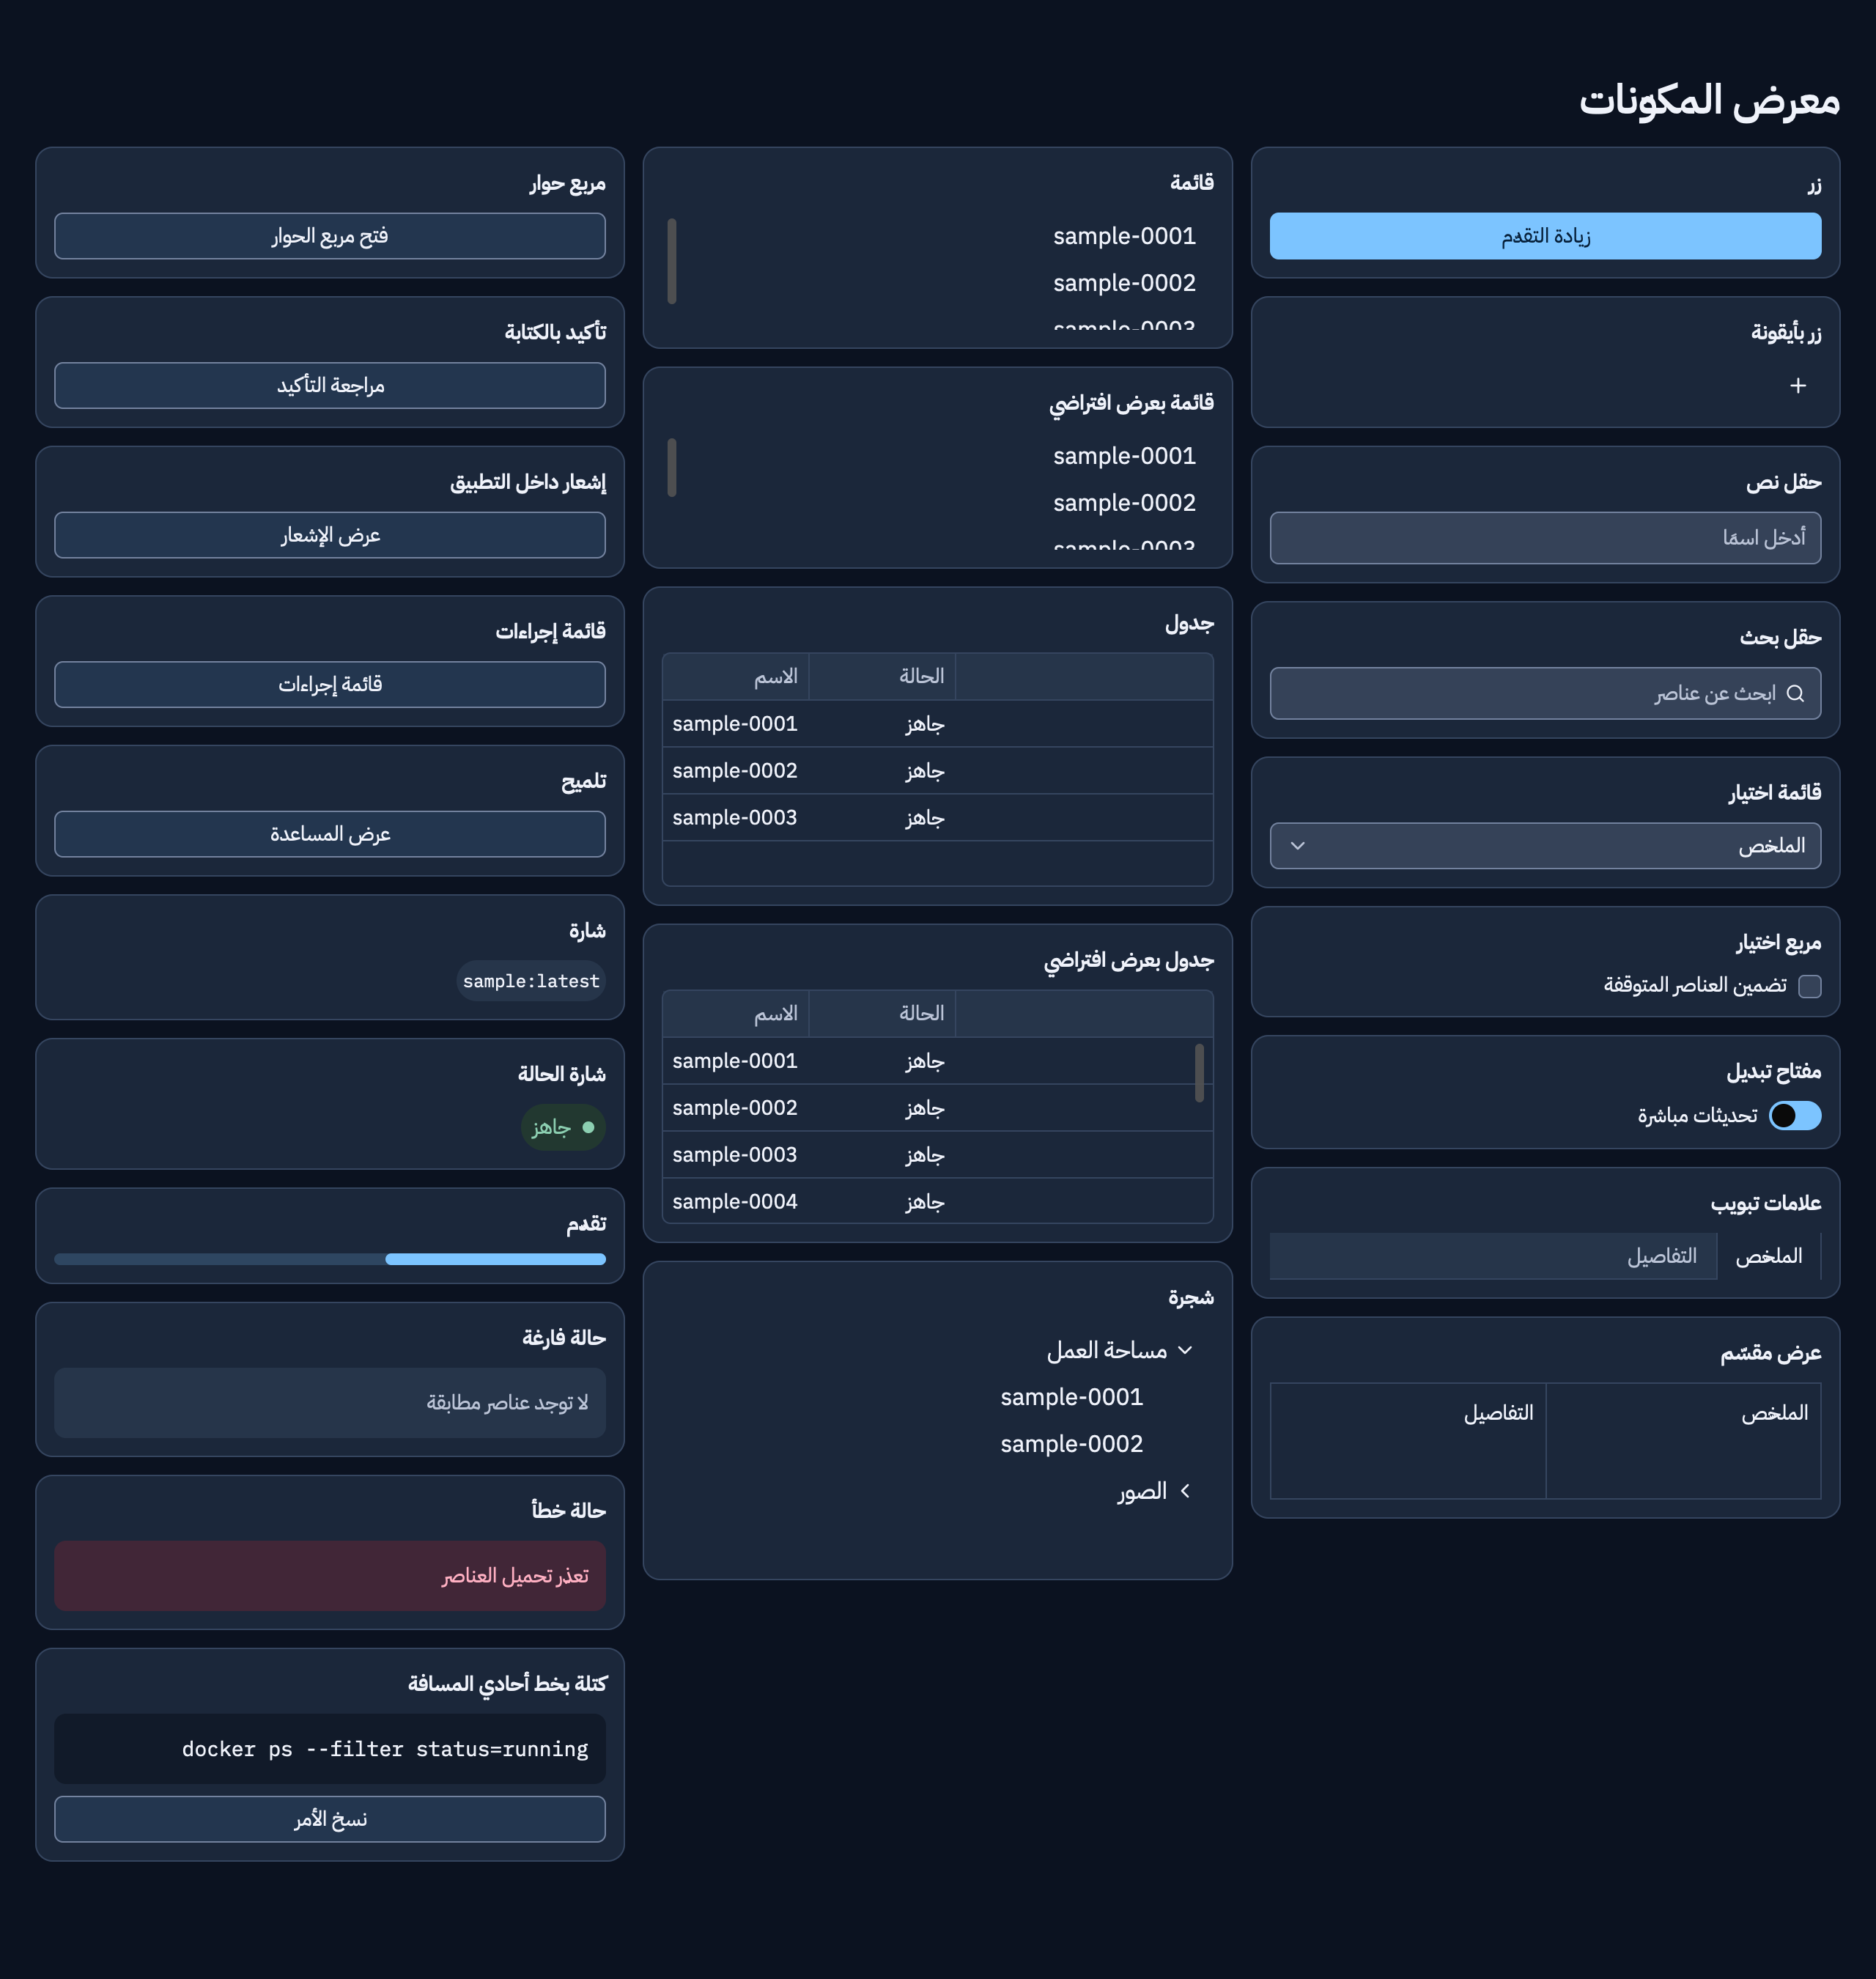 معرض المكونات
زر
زيادة التقدم
زر بأيقونة
حقل نص
أدخل اسمًا
حقل بحث
ابحث عن عناصر
قائمة اختيار
الملخص
مربع اختيار
تضمين العناصر المتوقفة
مفتاح تبديل
تحديثات مباشرة
علامات تبويب
الملخص التفاصيل
عرض مقسّم
الملخص التفاصيل
قائمة
sample-0001
sample-0002
sample-0003
قائمة بعرض افتراضي
sample-0001
sample-0002
sample-0003
جدول
الاسم الحالة
sample-0001 جاهز
sample-0002 جاهز
sample-0003 جاهز
جدول بعرض افتراضي
الاسم الحالة
sample-0001 جاهز
sample-0002 جاهز
sample-0003 جاهز
sample-0004 جاهز
شجرة
مساحة العمل
sample-0001
sample-0002
الصور
مربع حوار
فتح مربع الحوار
تأكيد بالكتابة
مراجعة التأكيد
إشعار داخل التطبيق
عرض الإشعار
قائمة إجراءات
قائمة إجراءات
تلميح
عرض المساعدة
شارة
sample:latest
شارة الحالة
جاهز
تقدم
حالة فارغة
لا توجد عناصر مطابقة
حالة خطأ
تعذر تحميل العناصر
كتلة بخط أحادي المسافة
docker ps --filter status=running
نسخ الأمر